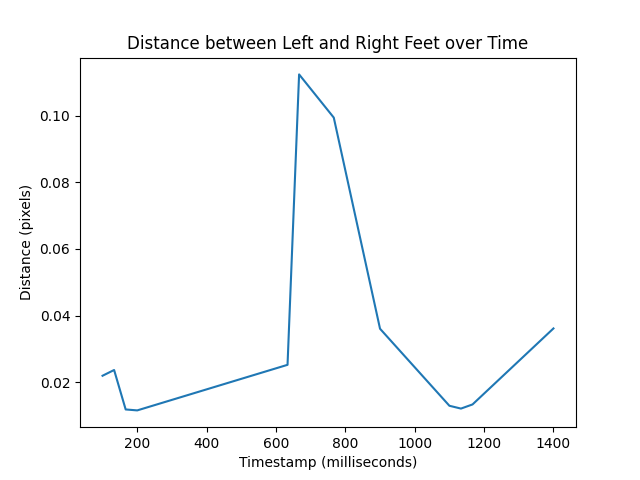 Distance between Left and Right Feet over Time
0.10
0.08
0.06
0.04
0.02
Distance (pixels)
200 400 600 800 1000 1200 1400
Timestamp (milliseconds)